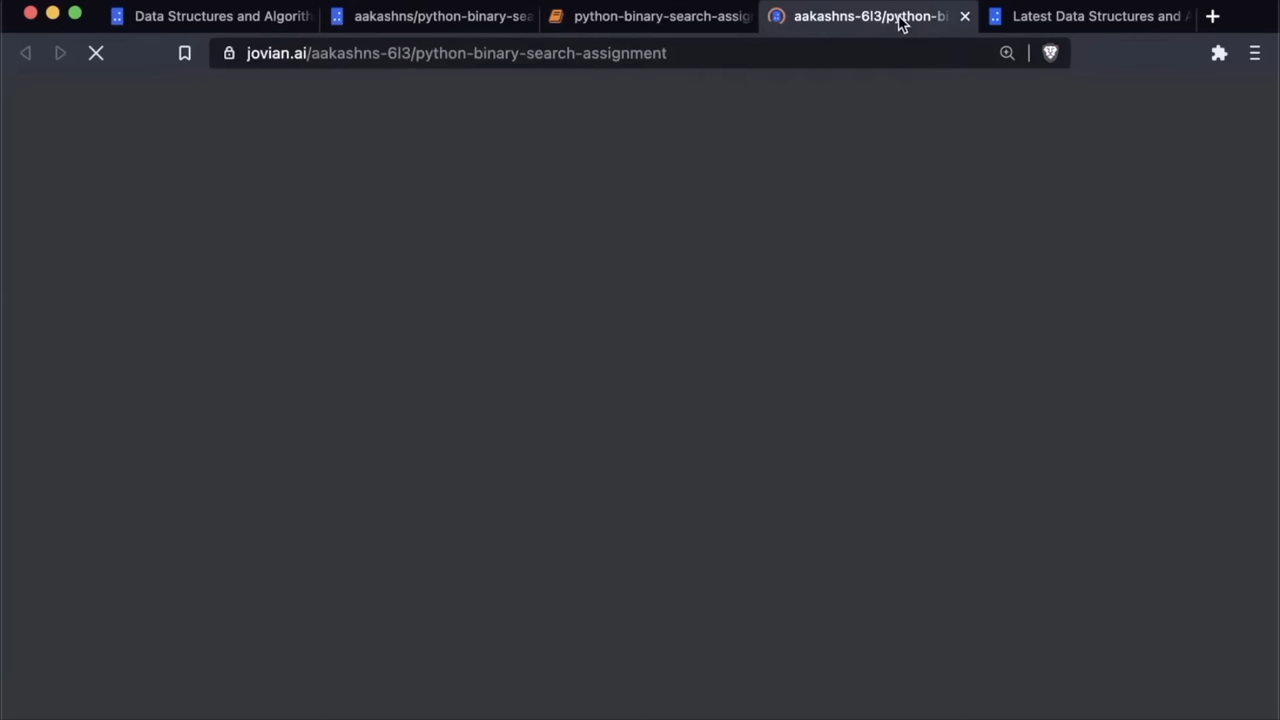 Data Structures and Algorith
aakashns/python-binary-sea
python-binary-search-assig
aakashns-6l3/python-bi
Latest Data Structures and A
jovian.ai/aakashns-6l3/python-binary-search-assignment